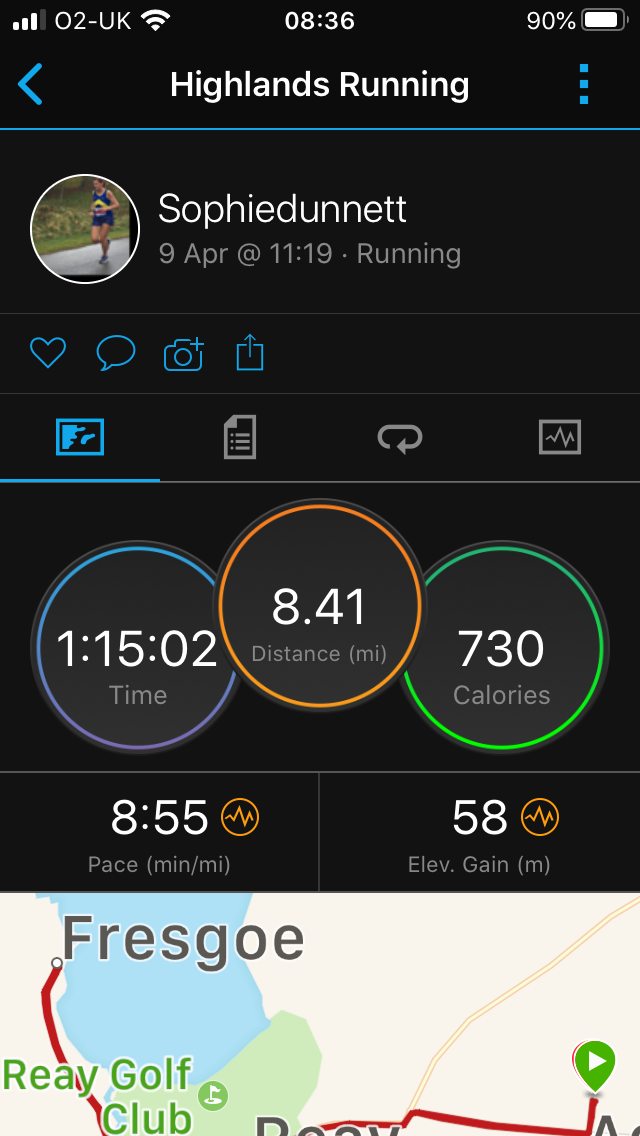 O2-UK 08:36 90%
Highlands Running
Sophiedunnett
9 Apr @ 11:19 · Running
8.41
Distance (mi)
1:15:02
Time
730
Calories
8:55
Pace (min/mi)
58
Elev. Gain (m)
Fresgoe
Reay Golf
Club
Reay